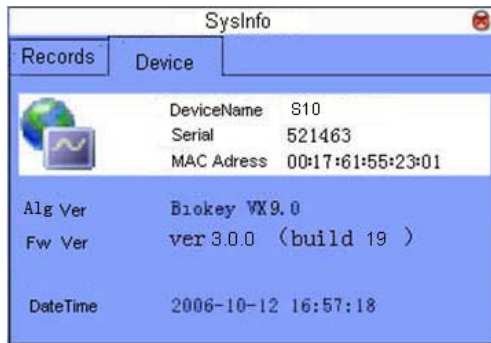 SysInfo
Records Device
DeviceName S10
Serial 521463
MAC Adress 00:17:61:55:23:01
Alg Ver Biokey VX9.0
Fw Ver ver 3.0.0 (build 19 )
DateTime 2006-10-12 16:57:18